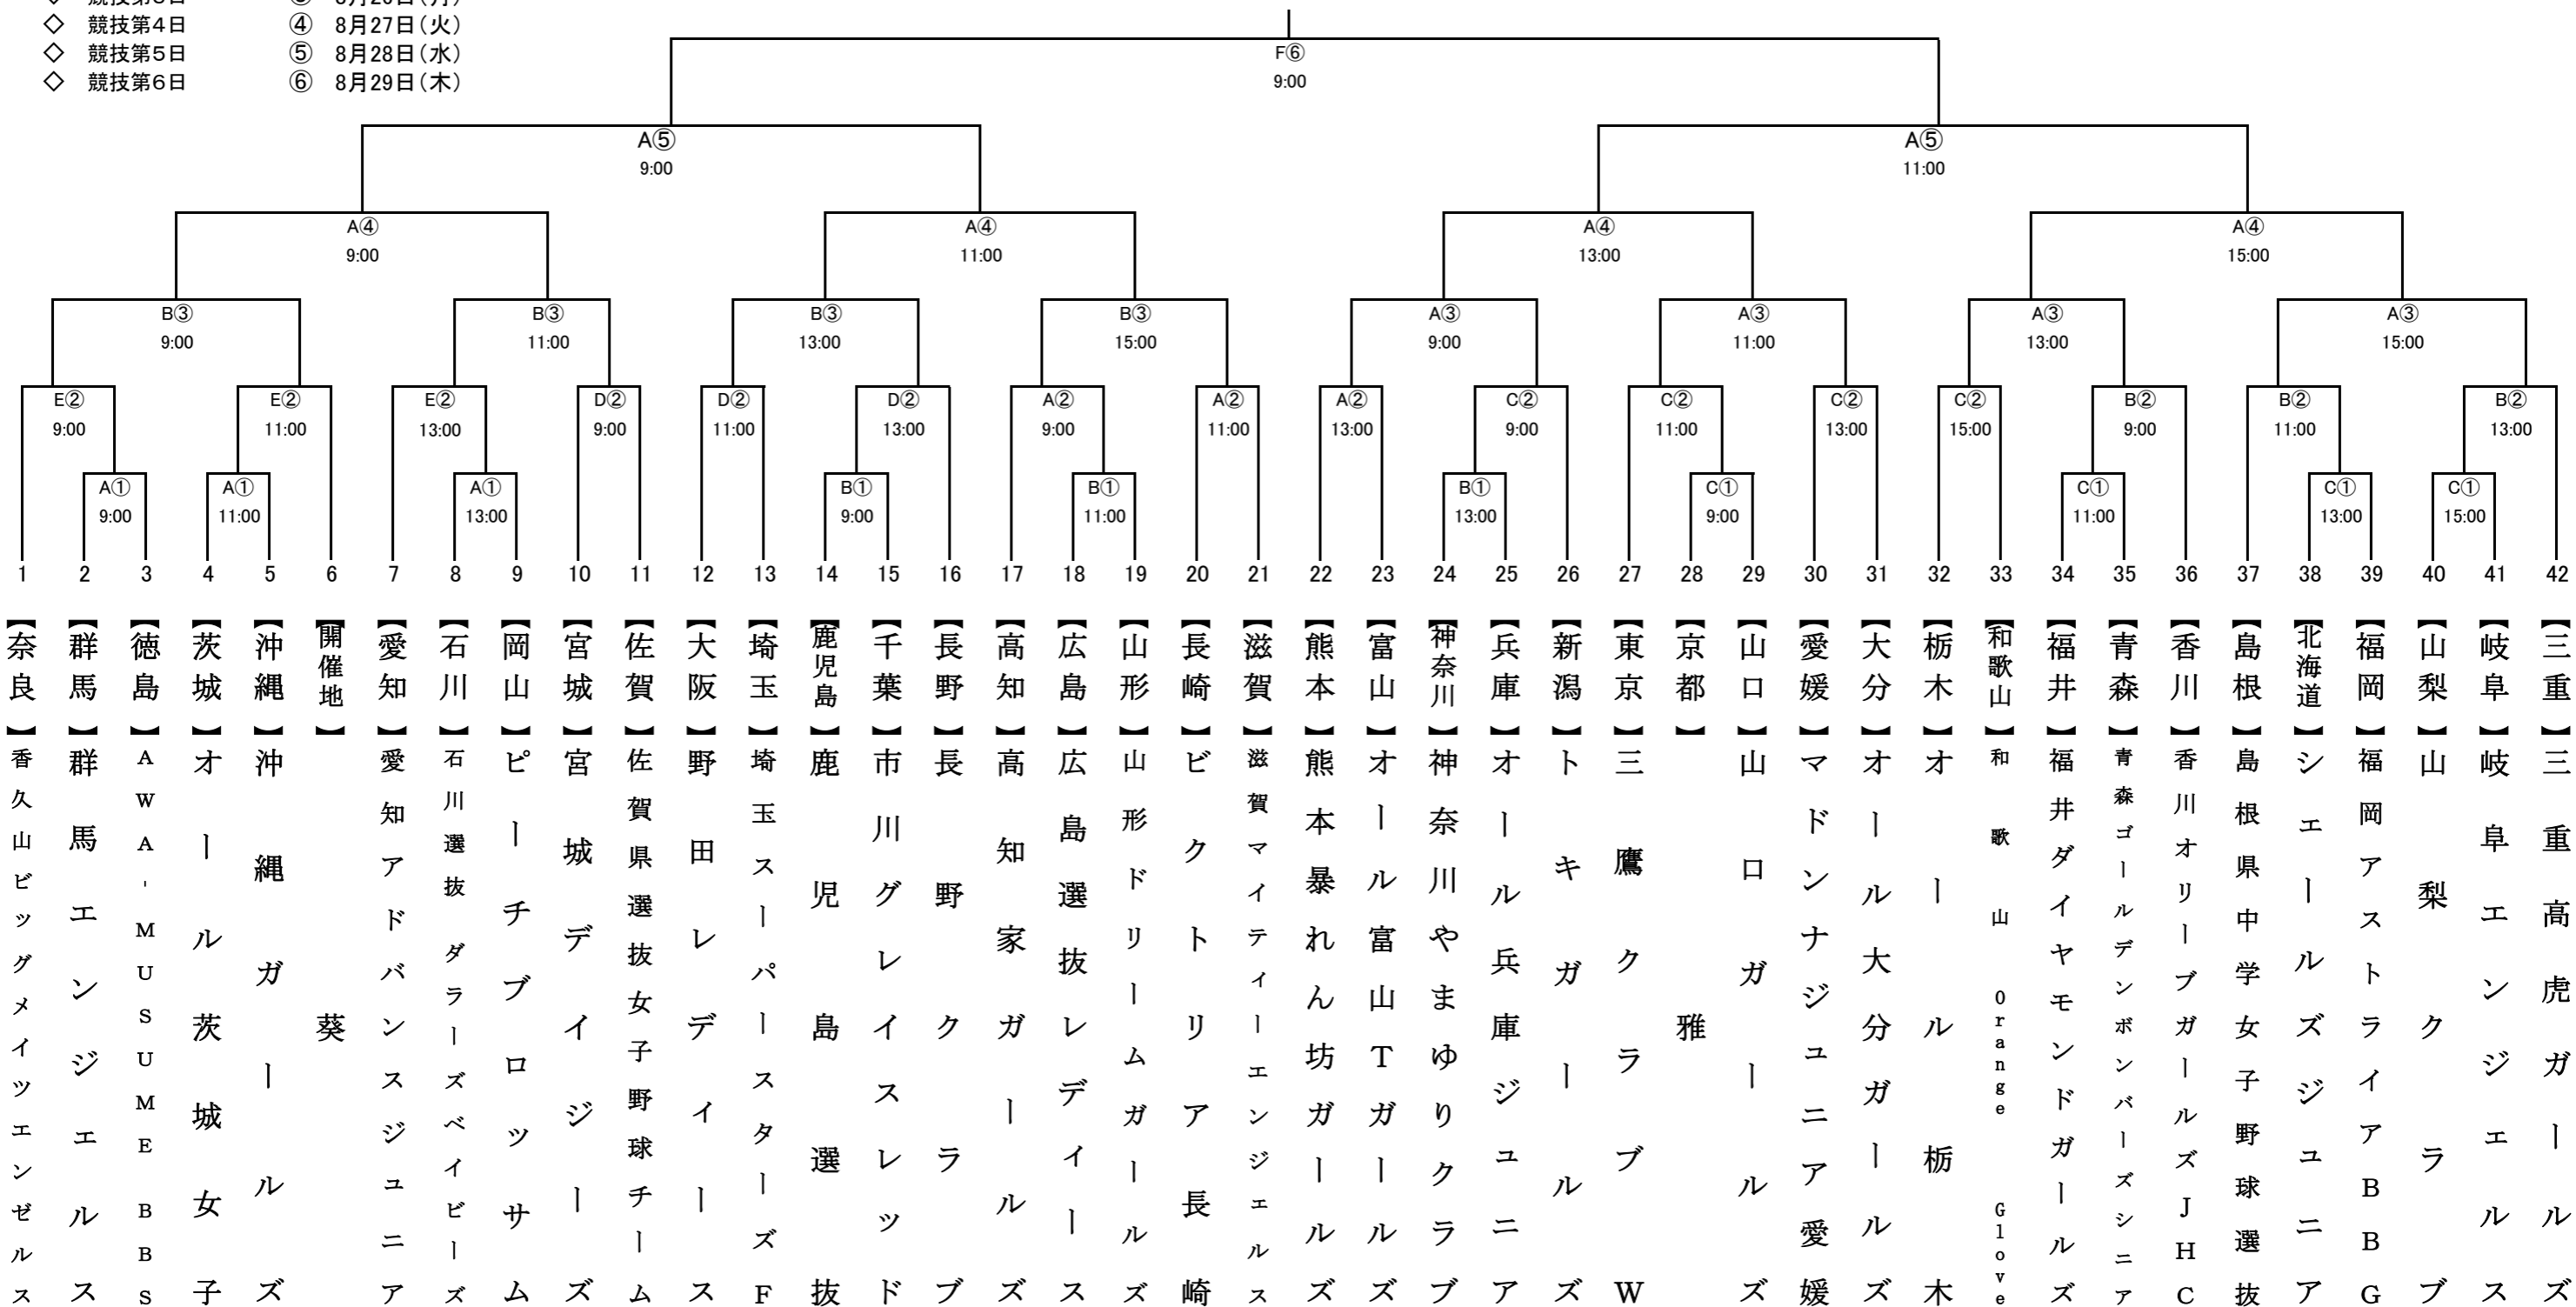 ◇ 競技第4日 ④ 8月27日(火)
◇ 競技第5日 ⑤ 8月28日(水)
◇ 競技第6日 ⑥ 8月29日(木)
F⑥
9:00
A⑤ A⑤
9:00 11:00
A④ A④ A④ A④
9:00 11:00 13:00 15:00
B③ B③ B③ B③ A③ A③ A③ A③
9:00 11:00 13:00 15:00 9:00 11:00 13:00 15:00
E② E② E② D② D② D② A② A② A② C② C② C② C② B② B② B②
9:00 11:00 13:00 9:00 11:00 13:00 9:00 11:00 13:00 9:00 11:00 13:00 15:00 9:00 11:00 13:00
A① A① A① B① B① B① C① C① C① C①
9:00 11:00 13:00 9:00 11:00 13:00 9:00 11:00 13:00 15:00
1 2 3 4 5 6 7 8 9 10 11 12 13 14 15 16 17 18 19 20 21 22 23 24 25 26 27 28 29 30 31 32 33 34 35 36 37 38 39 40 41 42
【奈良】香久山ビッグメイツエンゼルス
【群馬】群馬エンジェルス
【徳島】AWA'MUSUME BBS
【茨城】オール茨城女子
【沖縄】沖縄ガールズ
【開催地】葵
【愛知】愛知アドバンスジュニア
【石川】石川選抜 ダラーズベイビーズ
【岡山】ピーチブロッサム
【宮城】宮城デイジーズ
【佐賀】佐賀県選抜女子野球チーム
【大阪】野田レディース
【埼玉】埼玉スーパースターズF
【鹿児島】鹿児島選抜
【千葉】市川グレイスレッド
【長野】長野クラブ
【高知】高知家ガールズ
【広島】広島選抜レディース
【山形】山形ドリームガールズ
【長崎】ビクトリア長崎
【滋賀】滋賀マイティーエンジェルス
【熊本】熊本暴れん坊ガールズ
【富山】オール富山Tガールズ
【神奈川】神奈川やまゆりクラブ
【兵庫】オール兵庫ジュニア
【新潟】トキガールズ
【東京】三鷹クラブW
【京都】雅
【山口】山口ガールズ
【愛媛】マドンナジュニア愛媛
【大分】オール大分ガールズ
【栃木】オール栃木
【和歌山】和歌山 Orange Glove
【福井】福井ダイヤモンドガールズ
【青森】青森ゴールデンボンバーズシニア
【香川】香川オリーブガールズJHC
【島根】島根県中学女子野球選抜
【北海道】シェールズジュニア
【福岡】福岡アストライアBBG
【山梨】山梨クラブ
【岐阜】岐阜エンジェルス
【三重】三重高虎ガールズ